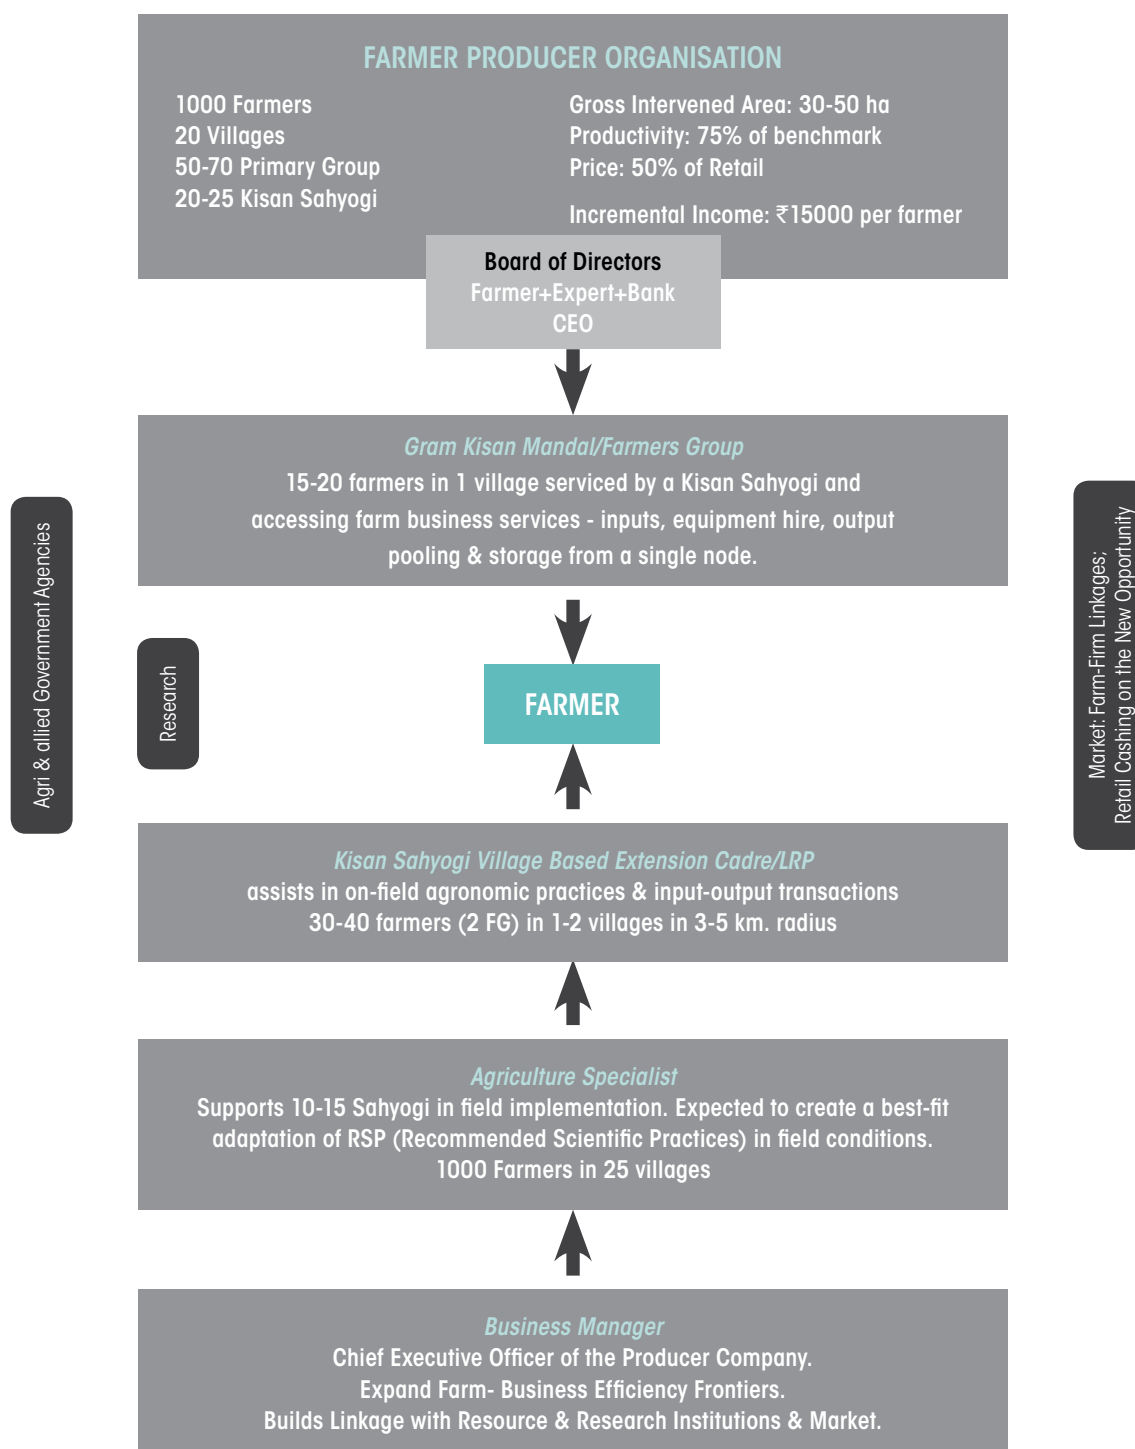 FARMER PRODUCER ORGANISATION
1000 Farmers
20 Villages
50-70 Primary Group
20-25 Kisan Sahyogi
Gross Intervened Area: 30-50 ha
Productivity: 75% of benchmark
Price: 50% of Retail
Incremental Income: ₹15000 per farmer
Board of Directors
Farmer+Expert+Bank
CEO
Gram Kisan Mandal/Farmers Group
15-20 farmers in 1 village serviced by a Kisan Sahyogi and
accessing farm business services - inputs, equipment hire, output
pooling & storage from a single node.
Agri & allied Government Agencies
Research
FARMER
Market: Farm-Firm Linkages;
Retail Cashing on the New Opportunity
Kisan Sahyogi Village Based Extension Cadre/LRP
assists in on-field agronomic practices & input-output transactions
30-40 farmers (2 FG) in 1-2 villages in 3-5 km. radius
Agriculture Specialist
Supports 10-15 Sahyogi in field implementation. Expected to create a best-fit
adaptation of RSP (Recommended Scientific Practices) in field conditions.
1000 Farmers in 25 villages
Business Manager
Chief Executive Officer of the Producer Company.
Expand Farm- Business Efficiency Frontiers.
Builds Linkage with Resource & Research Institutions & Market.